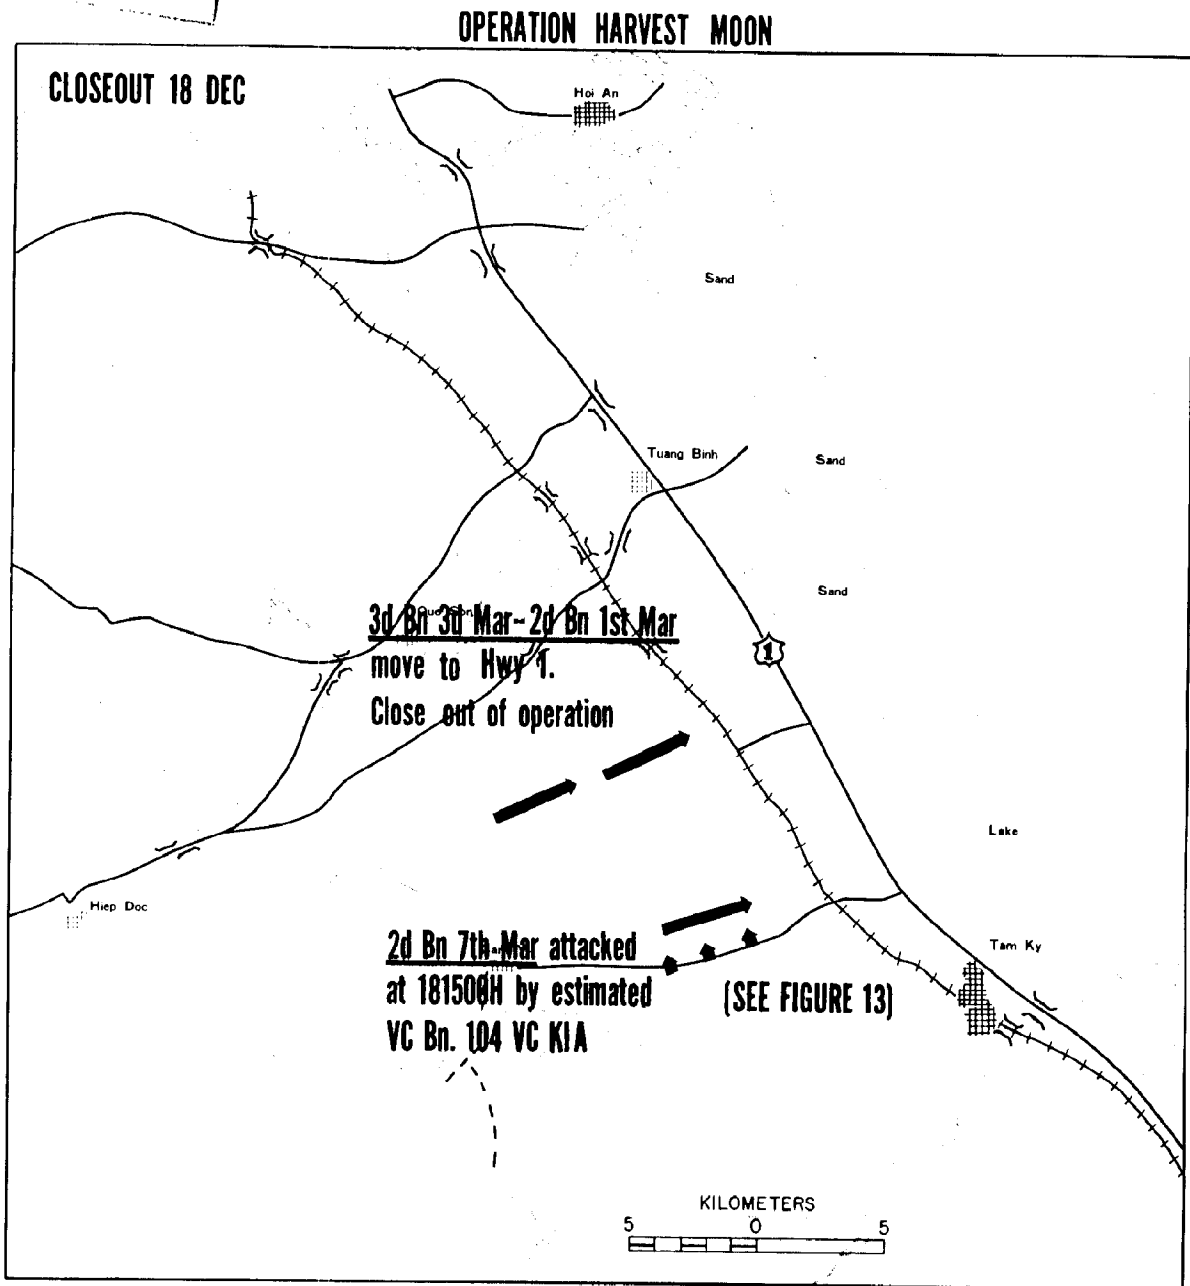 OPERATION HARVEST MOON
CLOSEOUT 18 DEC
Hoi An
Sand
Tuang Binh
Sand
Sand
3d Bn 3d Mar-2d Bn 1st Mar
move to Hwy 1.
Close out of operation
1
Lake
Hiep Doc
Tam Ky
2d Bn 7th Mar attacked
at 181500H by estimated
VC Bn. 104 VC KIA
(SEE FIGURE 13)
KILOMETERS
5 0 5